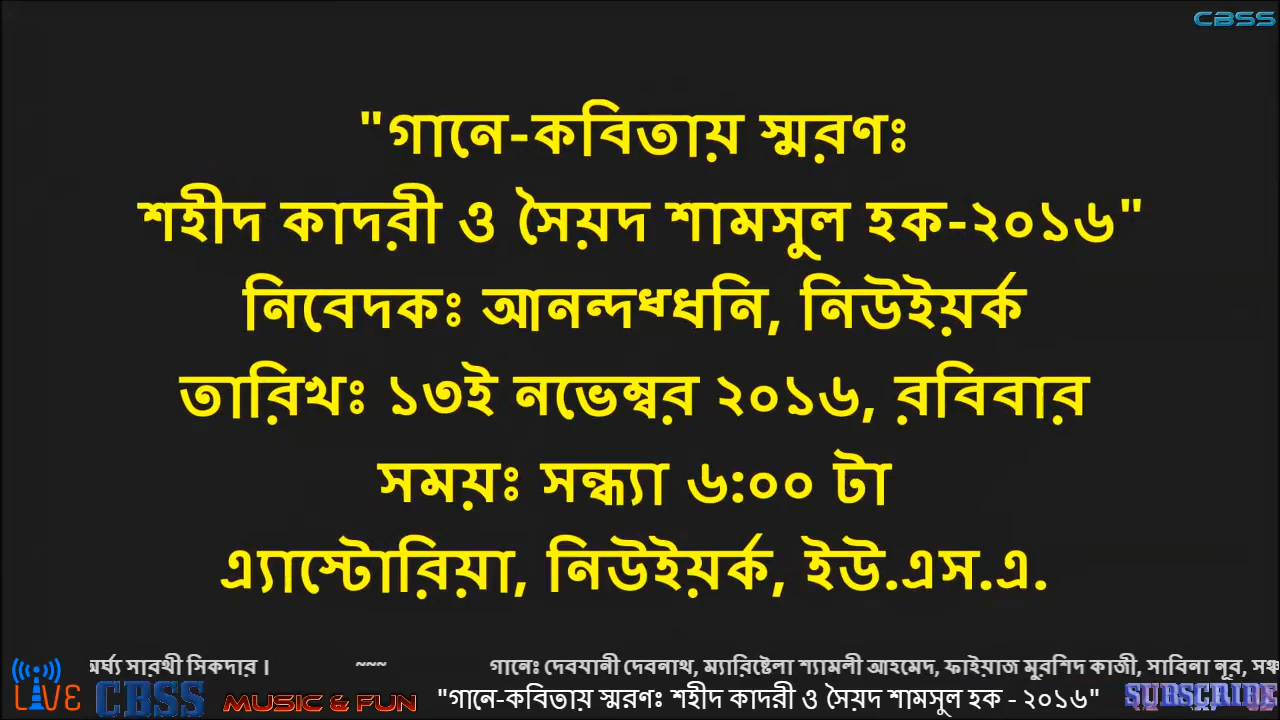 CBSS
"গানে-কবিতায় স্মরণঃ
শহীদ কাদরী ও সৈয়দ শামসুল হক-২০১৬"
নিবেদকঃ আনন্দধ্ধনি, নিউইয়র্ক
তারিখঃ ১৩ই নভেম্বর ২০১৬, রবিবার
সময়ঃ সন্ধ্যা ৬:০০ টা
এ্যাস্টোরিয়া, নিউইয়র্ক, ইউ.এস.এ.
অর্ঘ্য সারথী সিকদার । ~~~ গানেঃ দেবযানী দেবনাথ, ম্যারিষ্টেলা শ্যামলী আহমেদ, ফাইয়াজ মুরশিদ কাজী, সাবিনা নূর,
LIVE CBSS MUSIC & FUN "গানে-কবিতায় স্মরণঃ শহীদ কাদরী ও সৈয়দ শামসুল হক - ২০১৬" SUBSCRIBE